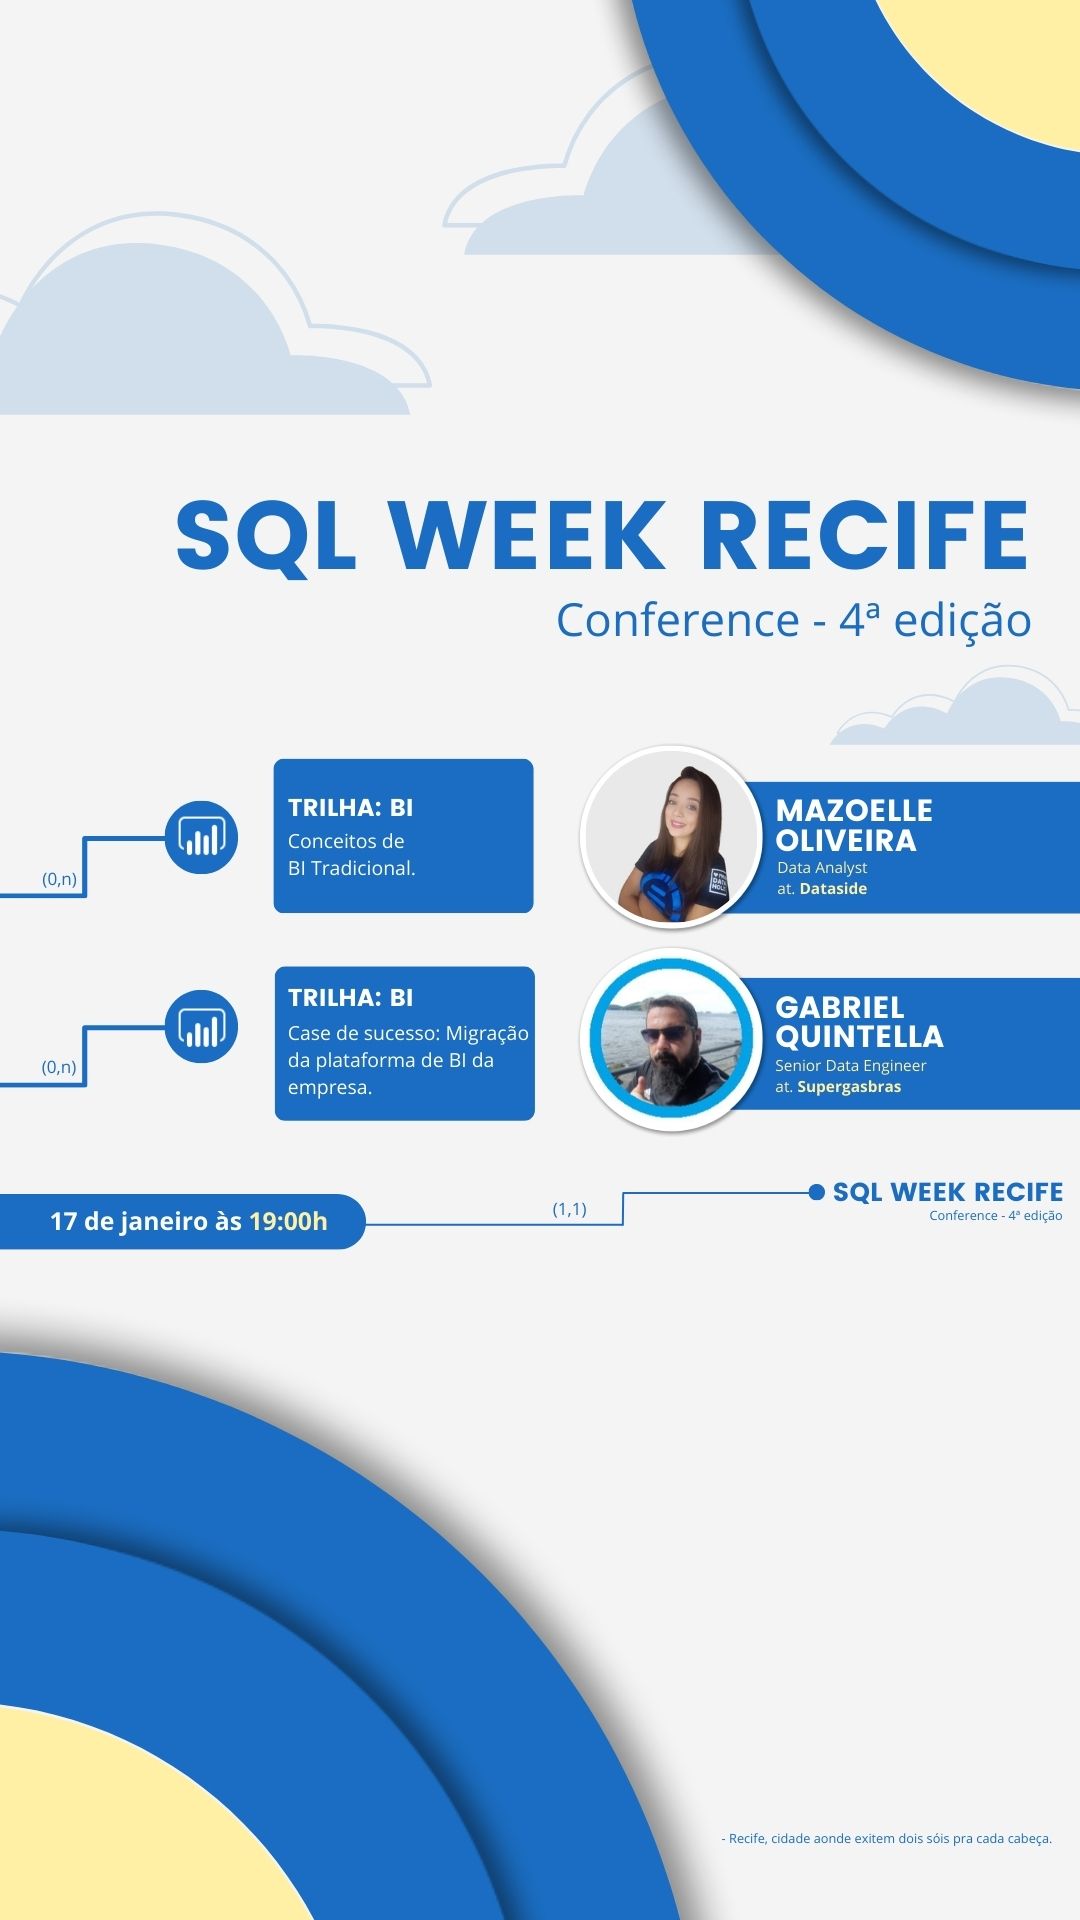 SQL WEEK RECIFE
Conference - 4ª edição
(0,n)
TRILHA: BI
Conceitos de
BI Tradicional.
MAZOELLE
OLIVEIRA
Data Analyst
at. Dataside
(0,n)
TRILHA: BI
Case de sucesso: Migração
da plataforma de BI da
empresa.
GABRIEL
QUINTELLA
Senior Data Engineer
at. Supergasbras
17 de janeiro às 19:00h
(1,1)
SQL WEEK RECIFE
Conference - 4ª edição
- Recife, cidade aonde exitem dois sóis pra cada cabeça.